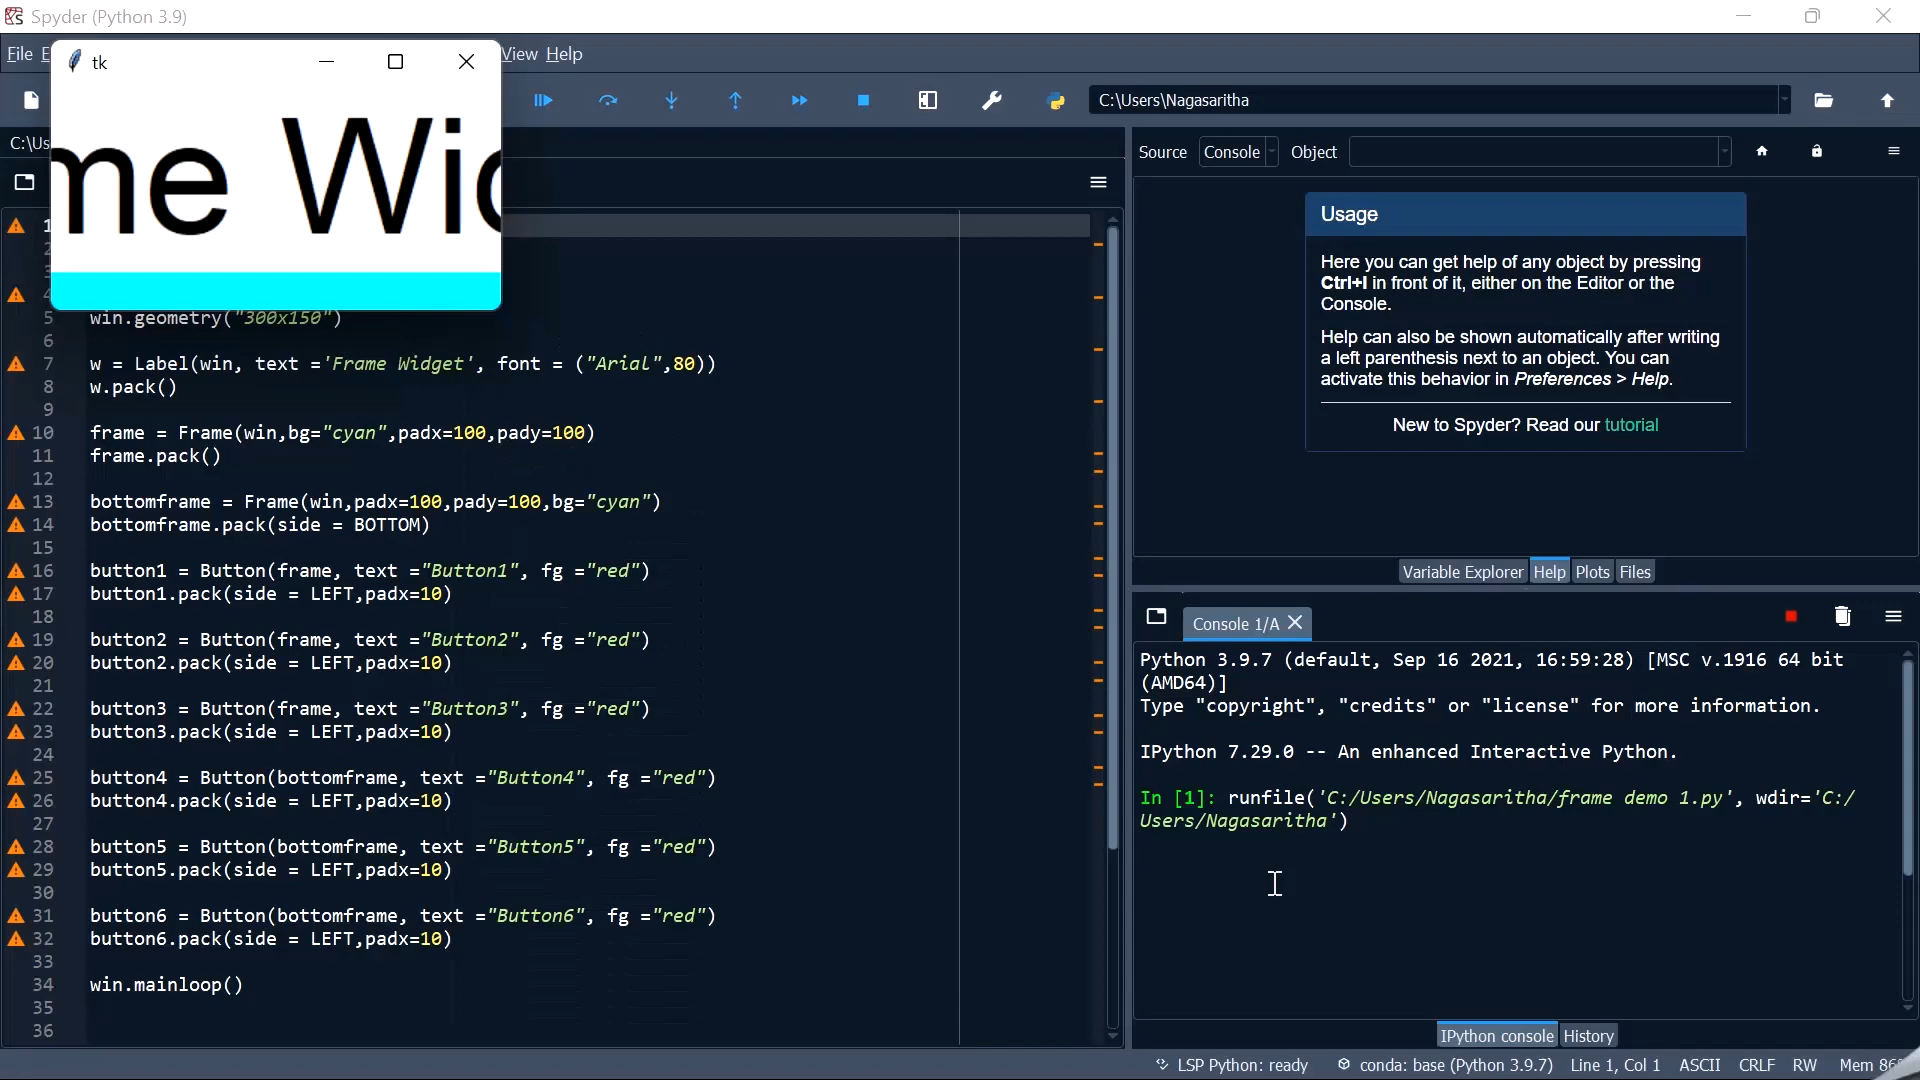 Spyder (Python 3.9)
File E View Help
tk
me Wid
C:\Users\Nagasaritha
C:\Us
Source Console Object
Usage
Here you can get help of any object by pressing
Ctrl+I in front of it, either on the Editor or the
Console.
Help can also be shown automatically after writing
a left parenthesis next to an object. You can
activate this behavior in Preferences > Help.
New to Spyder? Read our tutorial
Variable Explorer Help Plots Files
1
2
3
4
5 win.geometry("300x150")
6
7 w = Label(win, text ='Frame Widget', font = ("Arial",80))
8 w.pack()
9
10 frame = Frame(win,bg="cyan",padx=100,pady=100)
11 frame.pack()
12
13 bottomframe = Frame(win,padx=100,pady=100,bg="cyan")
14 bottomframe.pack(side = BOTTOM)
15
16 button1 = Button(frame, text ="Button1", fg ="red")
17 button1.pack(side = LEFT,padx=10)
18
19 button2 = Button(frame, text ="Button2", fg ="red")
20 button2.pack(side = LEFT,padx=10)
21
22 button3 = Button(frame, text ="Button3", fg ="red")
23 button3.pack(side = LEFT,padx=10)
24
25 button4 = Button(bottomframe, text ="Button4", fg ="red")
26 button4.pack(side = LEFT,padx=10)
27
28 button5 = Button(bottomframe, text ="Button5", fg ="red")
29 button5.pack(side = LEFT,padx=10)
30
31 button6 = Button(bottomframe, text ="Button6", fg ="red")
32 button6.pack(side = LEFT,padx=10)
33
34 win.mainloop()
35
36
Console 1/A
Python 3.9.7 (default, Sep 16 2021, 16:59:28) [MSC v.1916 64 bit
(AMD64)]
Type "copyright", "credits" or "license" for more information.
IPython 7.29.0 -- An enhanced Interactive Python.
In [1]: runfile('C:/Users/Nagasaritha/frame demo 1.py', wdir='C:/
Users/Nagasaritha')
IPython console History
LSP Python: ready conda: base (Python 3.9.7) Line 1, Col 1 ASCII CRLF RW Mem